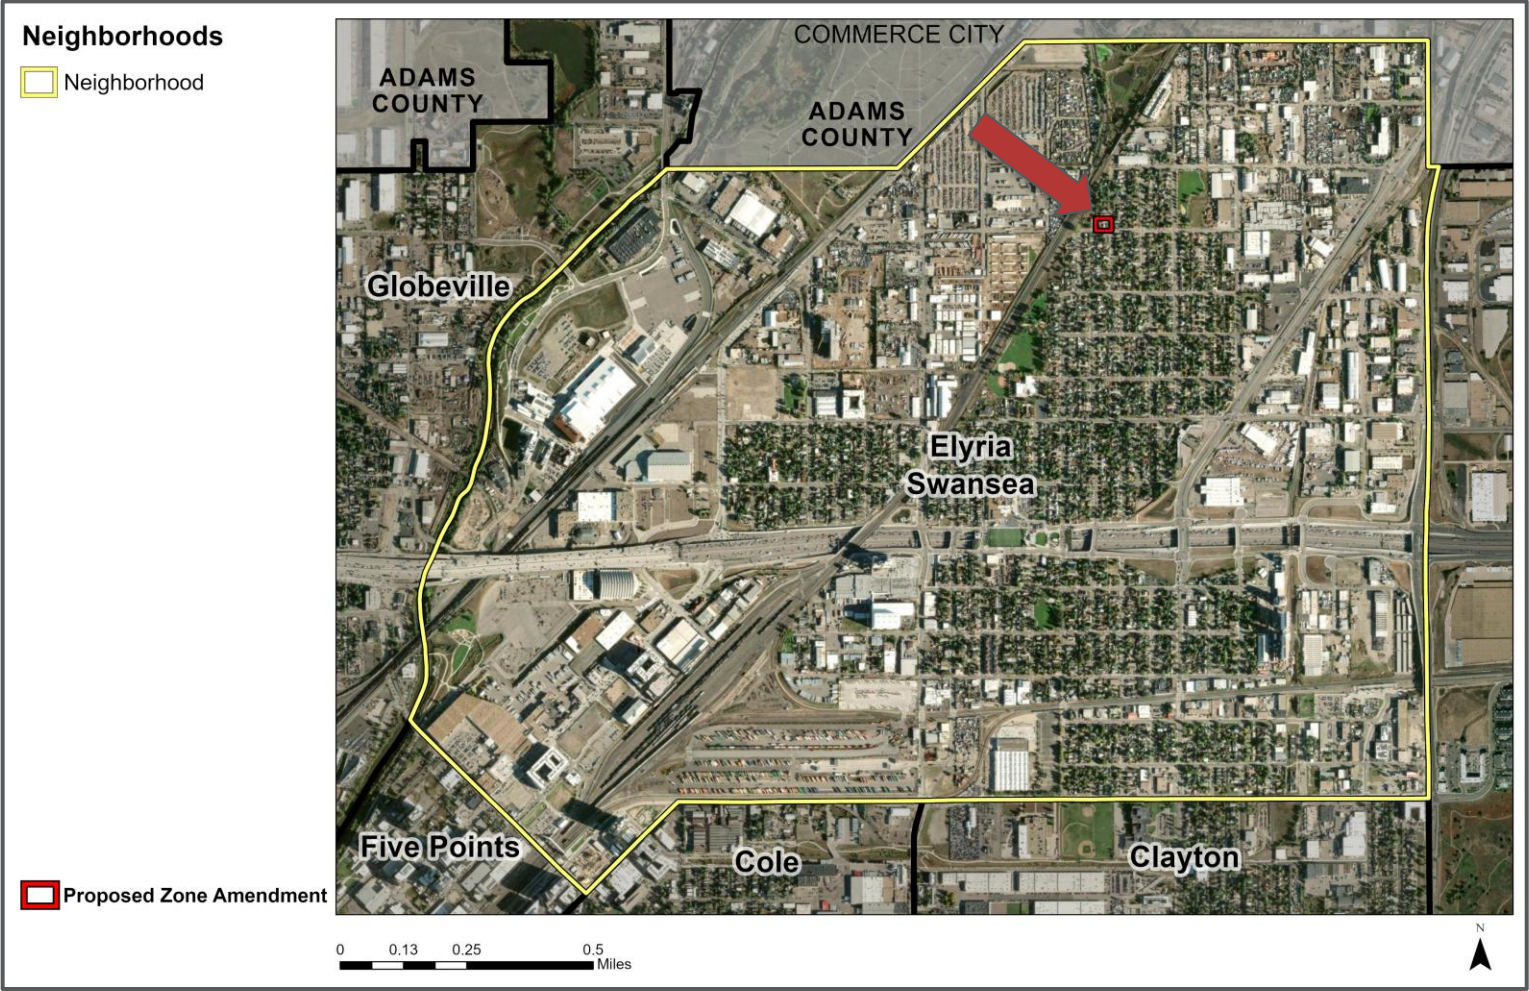 Neighborhoods
Neighborhood
COMMERCE CITY
ADAMS
COUNTY
ADAMS
COUNTY
Globeville
Elyria
Swansea
Five Points
Cole
Clayton
Proposed Zone Amendment
0 0.13 0.25 0.5
Miles
N